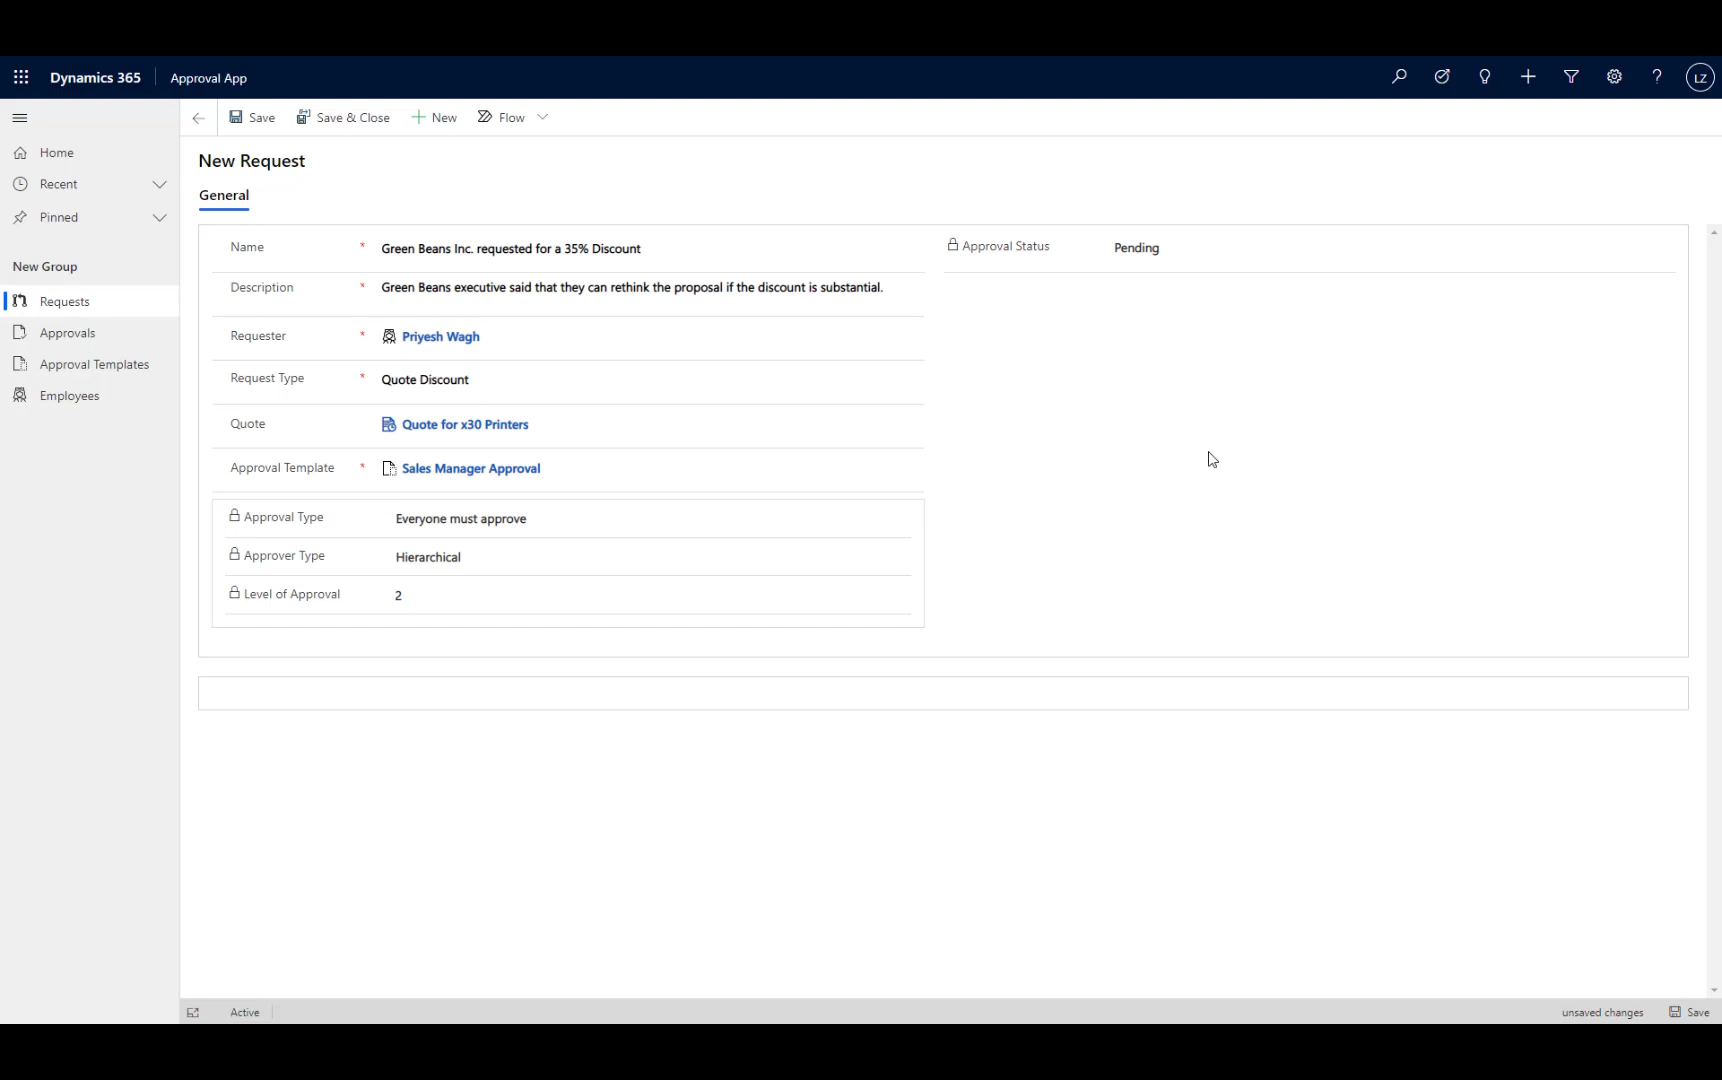 Dynamics 365 Approval App LZ
Save Save & Close New Flow
Home
Recent
Pinned
New Group
Requests
Approvals
Approval Templates
Employees
New Request
General
Name * Green Beans Inc. requested for a 35% Discount
Description * Green Beans executive said that they can rethink the proposal if the discount is substantial.
Requester * Priyesh Wagh
Request Type * Quote Discount
Quote Quote for x30 Printers
Approval Template * Sales Manager Approval
Approval Type Everyone must approve
Approver Type Hierarchical
Level of Approval 2
Approval Status Pending
Active unsaved changes Save